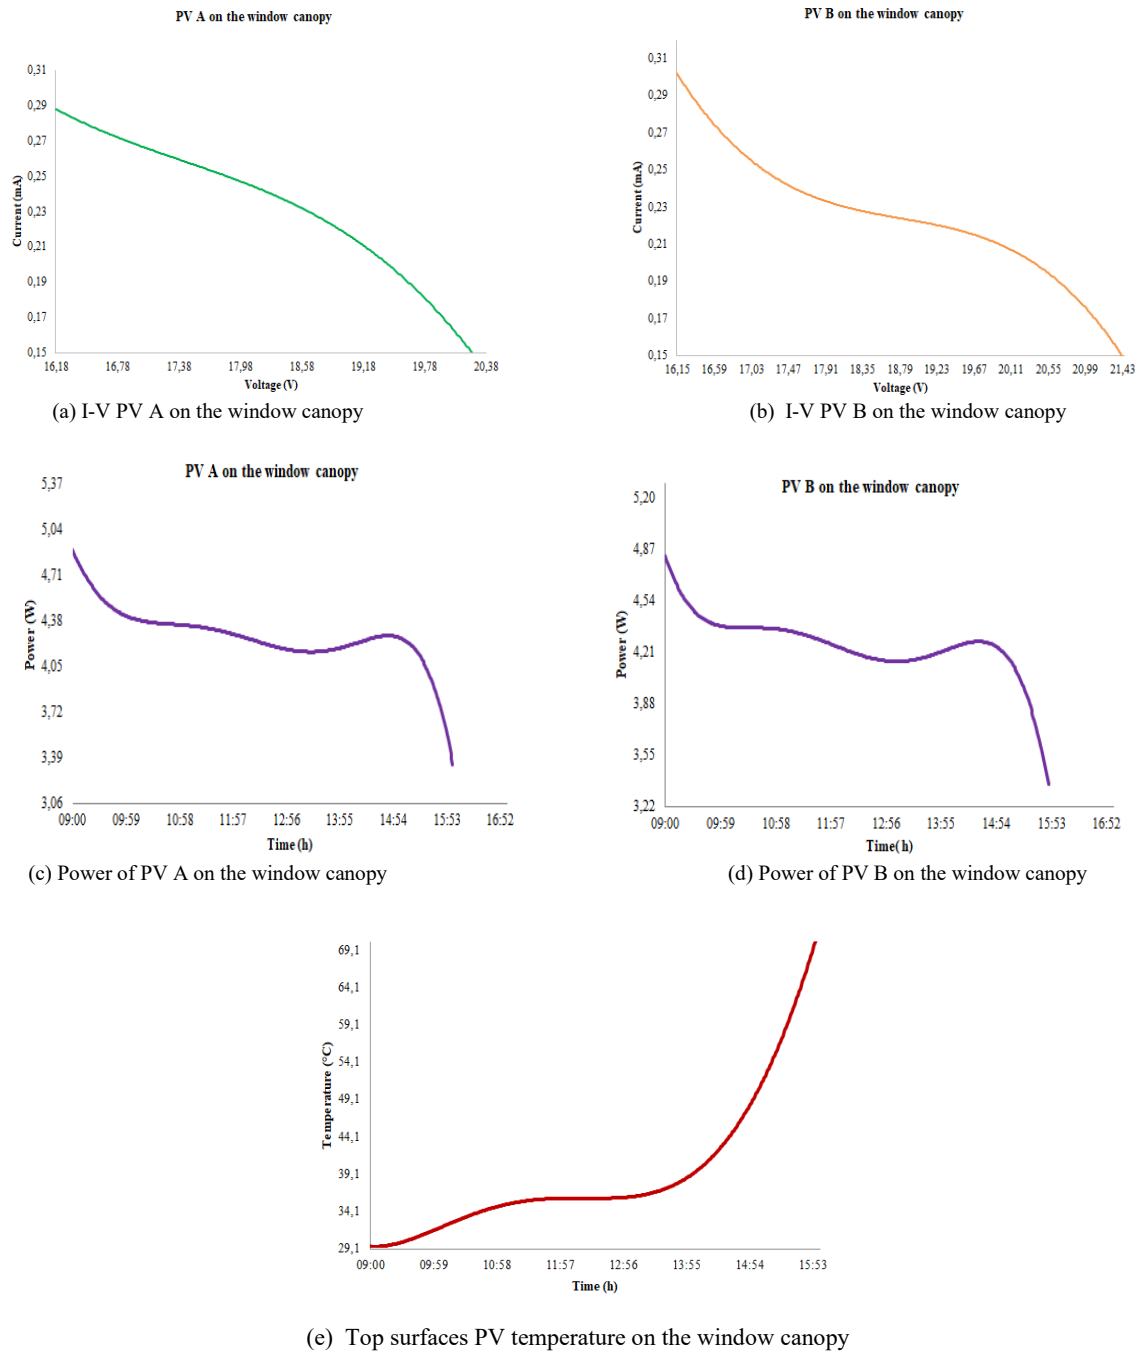 PV A on the window canopy
0,31
0,29
0,27
0,25
0,23
0,21
0,19
0,17
0,15
Current (mA)
16,18 16,78 17,38 17,98 18,58 19,18 19,78 20,38
Voltage (V)
(a) I-V PV A on the window canopy
PV B on the window canopy
0,31
0,29
0,27
0,25
0,23
0,21
0,19
0,17
0,15
Current (mA)
16,15 16,59 17,03 17,47 17,91 18,35 18,79 19,23 19,67 20,11 20,55 20,99 21,43
Voltage (V)
(b) I-V PV B on the window canopy
PV A on the window canopy
5,37
5,04
4,71
4,38
4,05
3,72
3,39
3,06
Power (W)
09:00 09:59 10:58 11:57 12:56 13:55 14:54 15:53 16:52
Time (h)
(c) Power of PV A on the window canopy
PV B on the window canopy
5,20
4,87
4,54
4,21
3,88
3,55
3,22
Power (W)
09:00 09:59 10:58 11:57 12:56 13:55 14:54 15:53 16:52
Time( h)
(d) Power of PV B on the window canopy
69,1
64,1
59,1
54,1
49,1
44,1
39,1
34,1
29,1
Temperature (°C)
09:00 09:59 10:58 11:57 12:56 13:55 14:54 15:53
Time (h)
(e) Top surfaces PV temperature on the window canopy